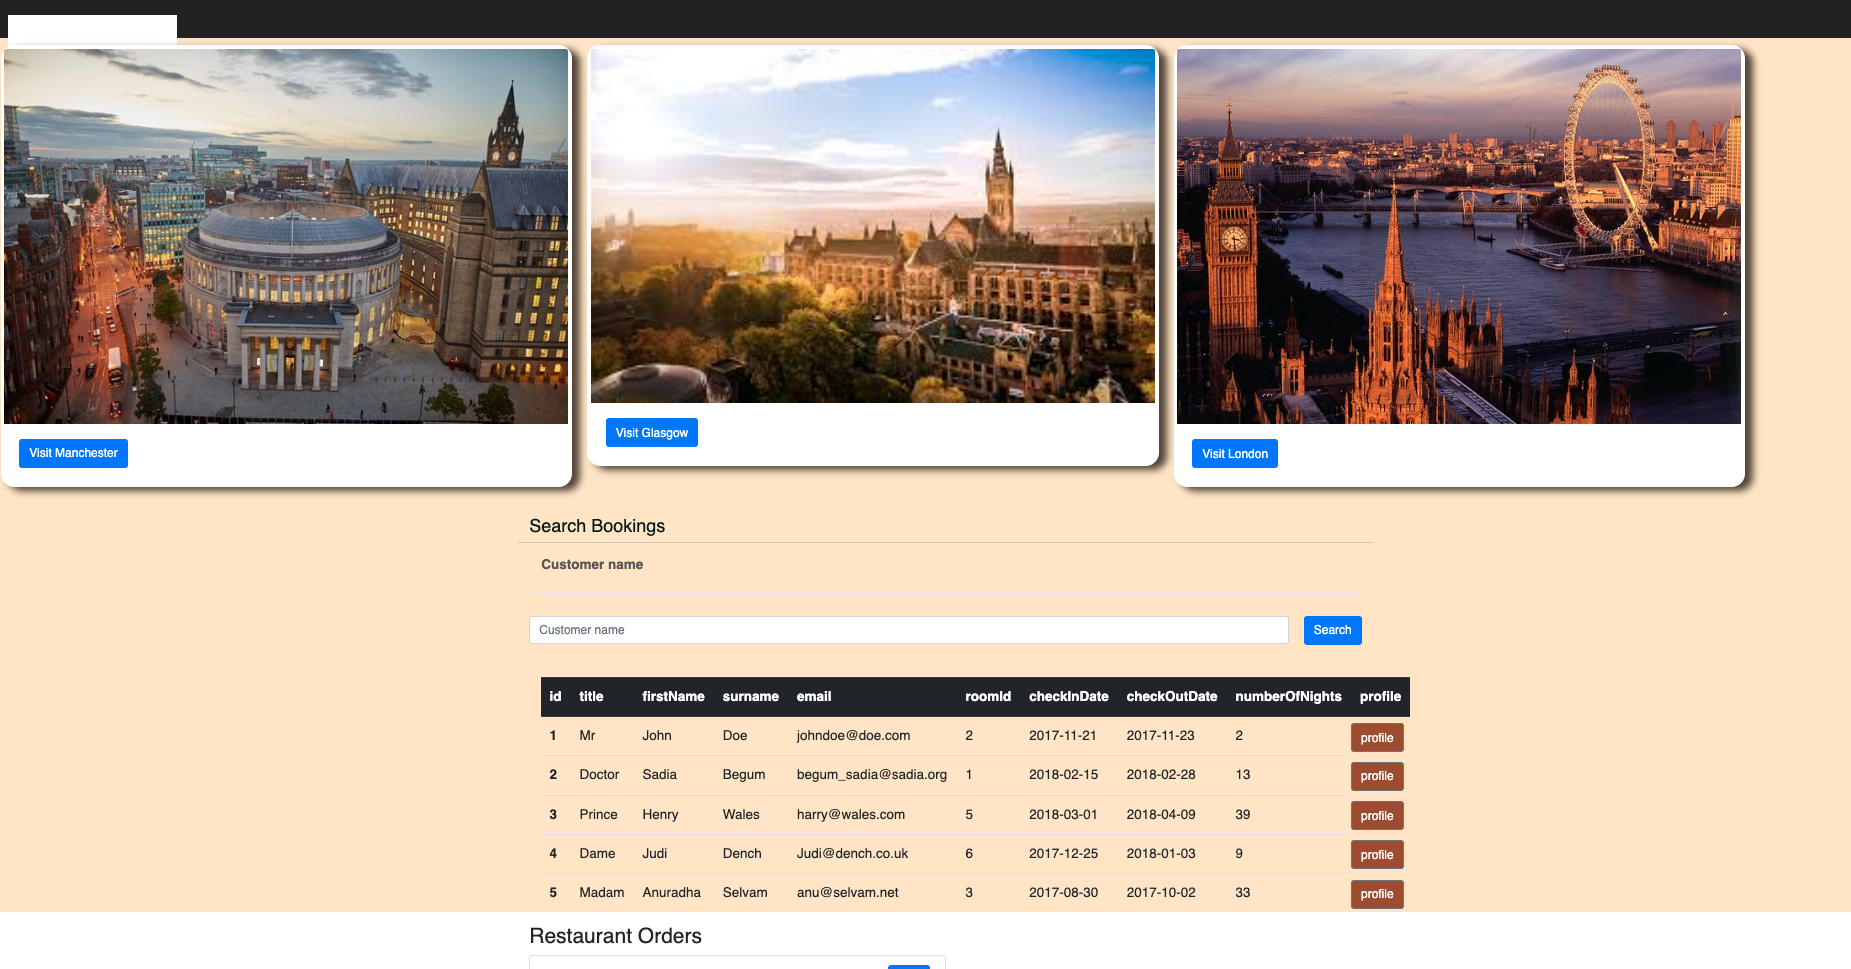 Visit Manchester
Visit Glasgow
Visit London
Search Bookings
Customer name
Customer name
Search
id title firstName surname email roomId checkInDate checkOutDate numberOfNights profile
1 Mr John Doe johndoe@doe.com 2 2017-11-21 2017-11-23 2 profile
2 Doctor Sadia Begum begum_sadia@sadia.org 1 2018-02-15 2018-02-28 13 profile
3 Prince Henry Wales harry@wales.com 5 2018-03-01 2018-04-09 39 profile
4 Dame Judi Dench Judi@dench.co.uk 6 2017-12-25 2018-01-03 9 profile
5 Madam Anuradha Selvam anu@selvam.net 3 2017-08-30 2017-10-02 33 profile
Restaurant Orders